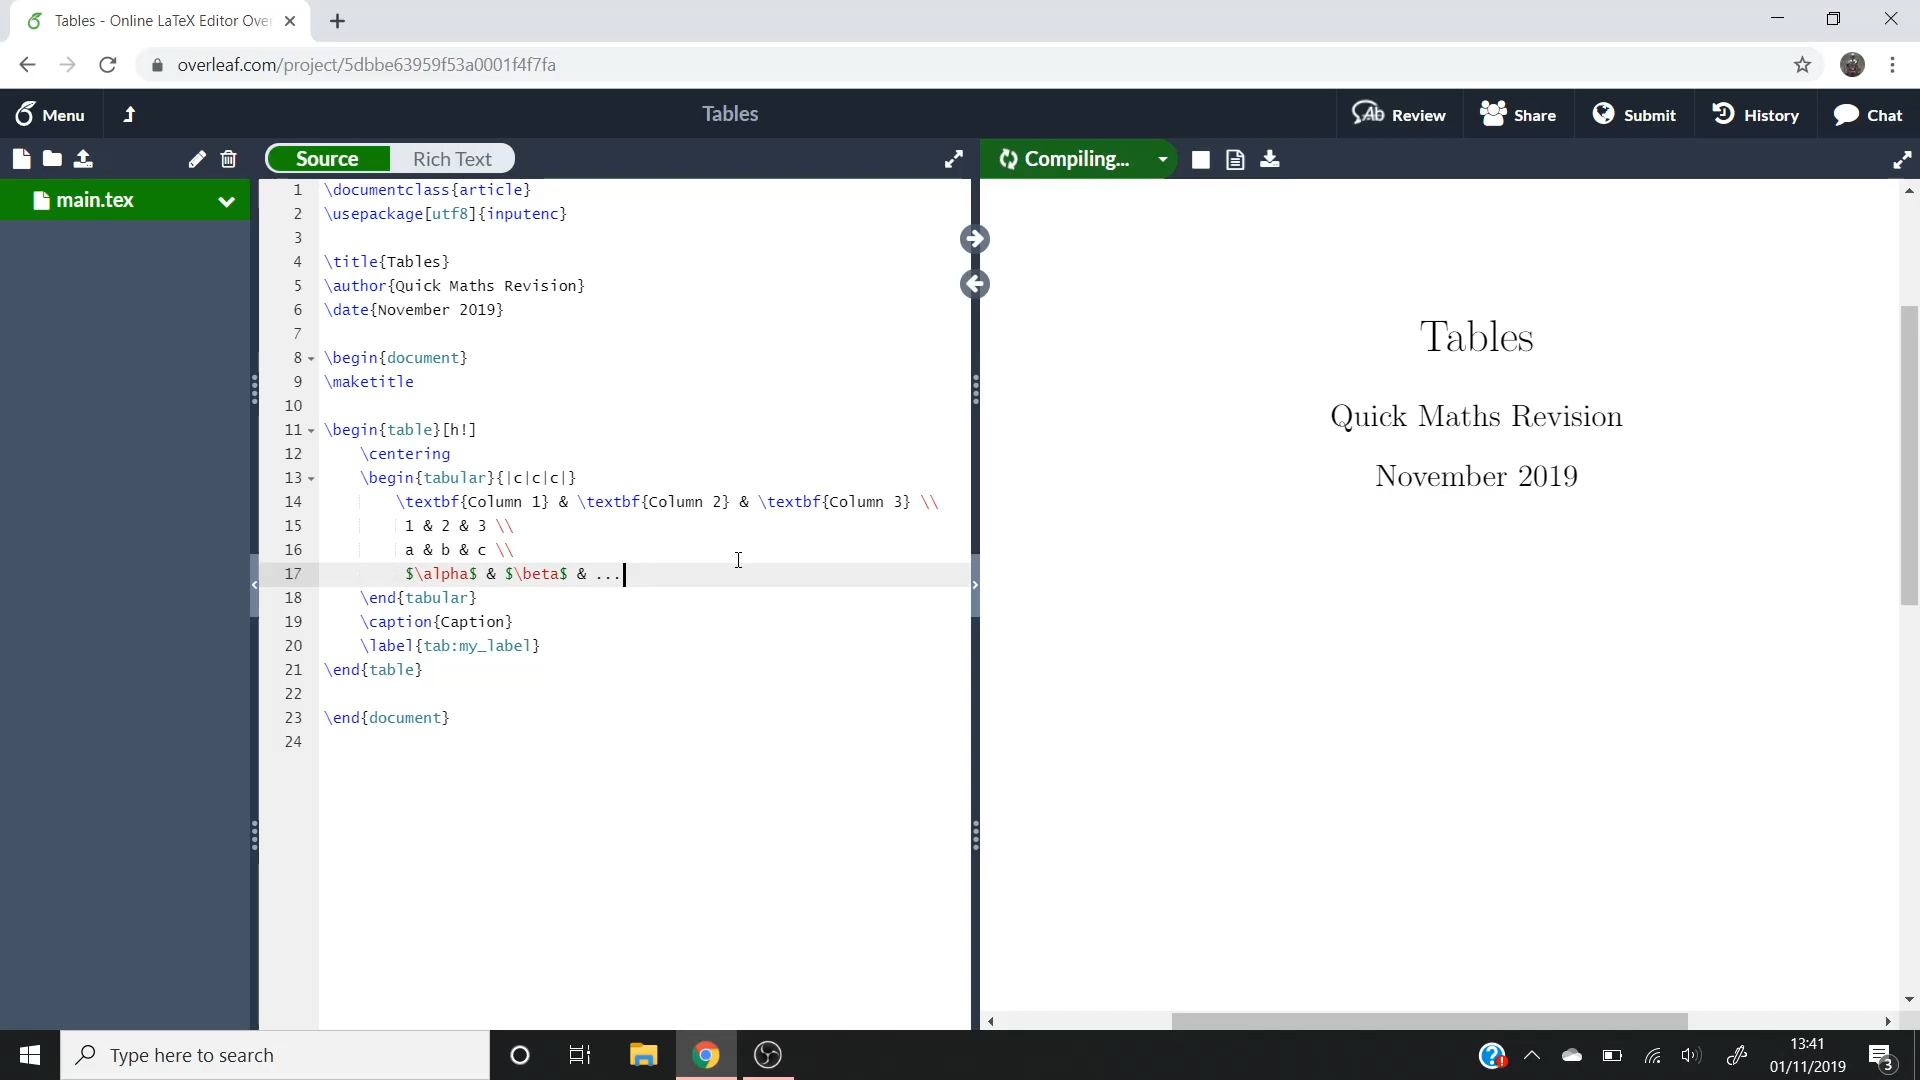 Tables - Online LaTeX Editor Over
overleaf.com/project/5dbbe63959f53a0001f4f7fa
Menu
Tables
Review
Share
Submit
History
Chat
Source
Rich Text
Compiling...
main.tex
1 \documentclass{article}
2 \usepackage[utf8]{inputenc}
3
4 \title{Tables}
5 \author{Quick Maths Revision}
6 \date{November 2019}
7
8 \begin{document}
9 \maketitle
10
11 \begin{table}[h!]
12 \centering
13 \begin{tabular}{|c|c|c|}
14 \textbf{Column 1} & \textbf{Column 2} & \textbf{Column 3} \\
15 1 & 2 & 3 \\
16 a & b & c \\
17 $\alpha$ & $\beta$ & ...
18 \end{tabular}
19 \caption{Caption}
20 \label{tab:my_label}
21 \end{table}
22
23 \end{document}
24
Tables
Quick Maths Revision
November 2019
Type here to search
13:41
01/11/2019
3